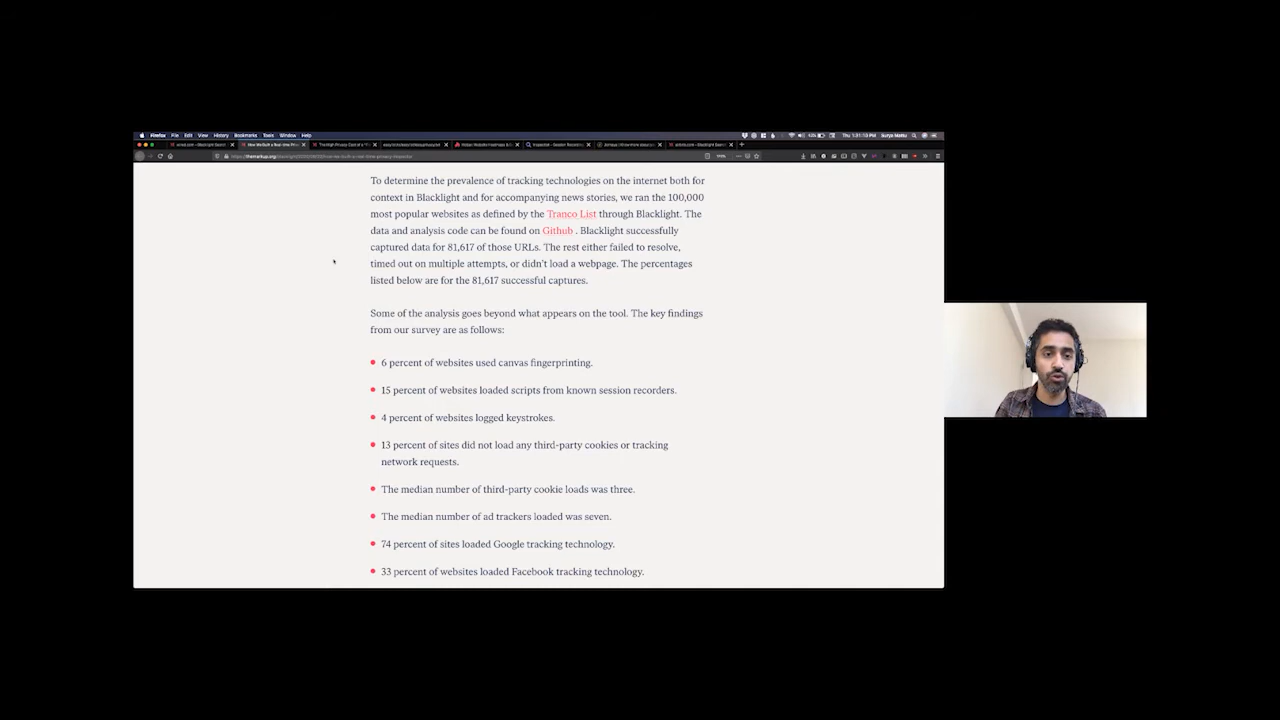 Firefox File Edit View History Bookmarks Tools Window Help
To determine the prevalence of tracking technologies on the internet both for
context in Blacklight and for accompanying news stories, we ran the 100,000
most popular websites as defined by the Tranco List through Blacklight. The
data and analysis code can be found on Github . Blacklight successfully
captured data for 81,617 of those URLs. The rest either failed to resolve,
timed out on multiple attempts, or didn't load a webpage. The percentages
listed below are for the 81,617 successful captures.
Some of the analysis goes beyond what appears on the tool. The key findings
from our survey are as follows:
6 percent of websites used canvas fingerprinting.
15 percent of websites loaded scripts from known session recorders.
4 percent of websites logged keystrokes.
13 percent of sites did not load any third-party cookies or tracking
network requests.
The median number of third-party cookie loads was three.
The median number of ad trackers loaded was seven.
74 percent of sites loaded Google tracking technology.
33 percent of websites loaded Facebook tracking technology.